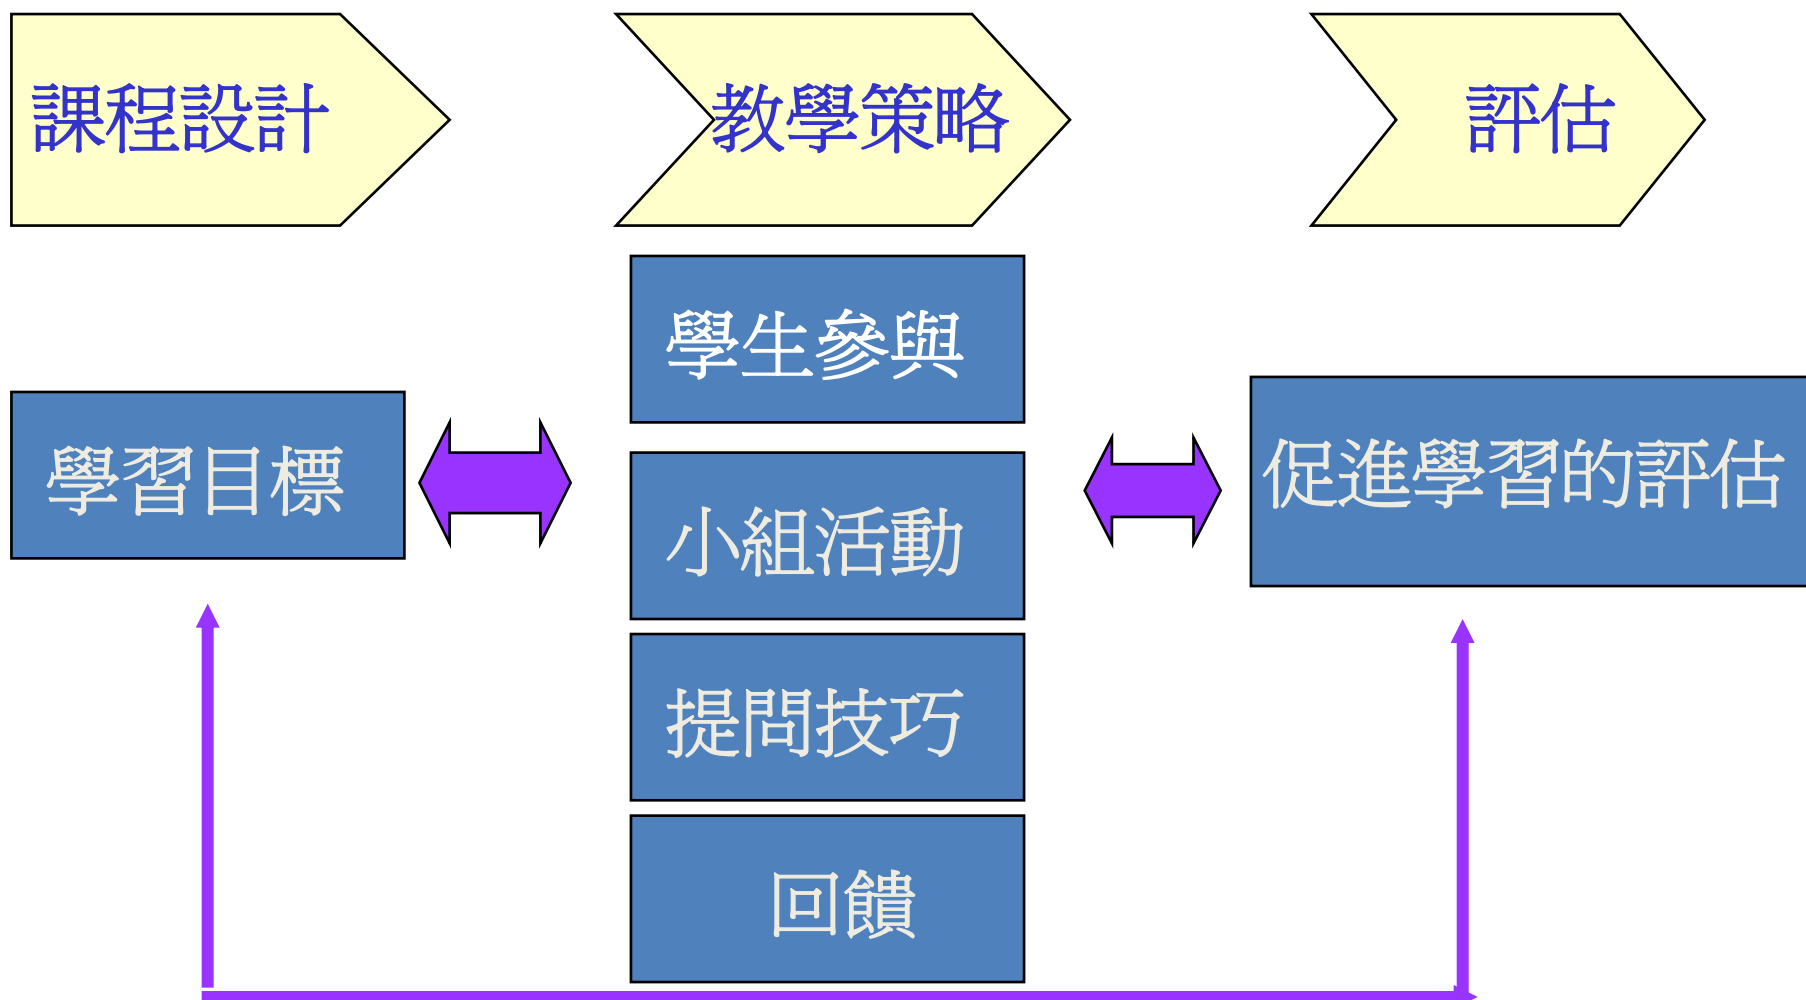 課程設計
教學策略
評估
學生參與
學習目標
促進學習的評估
小組活動
提問技巧
回饋